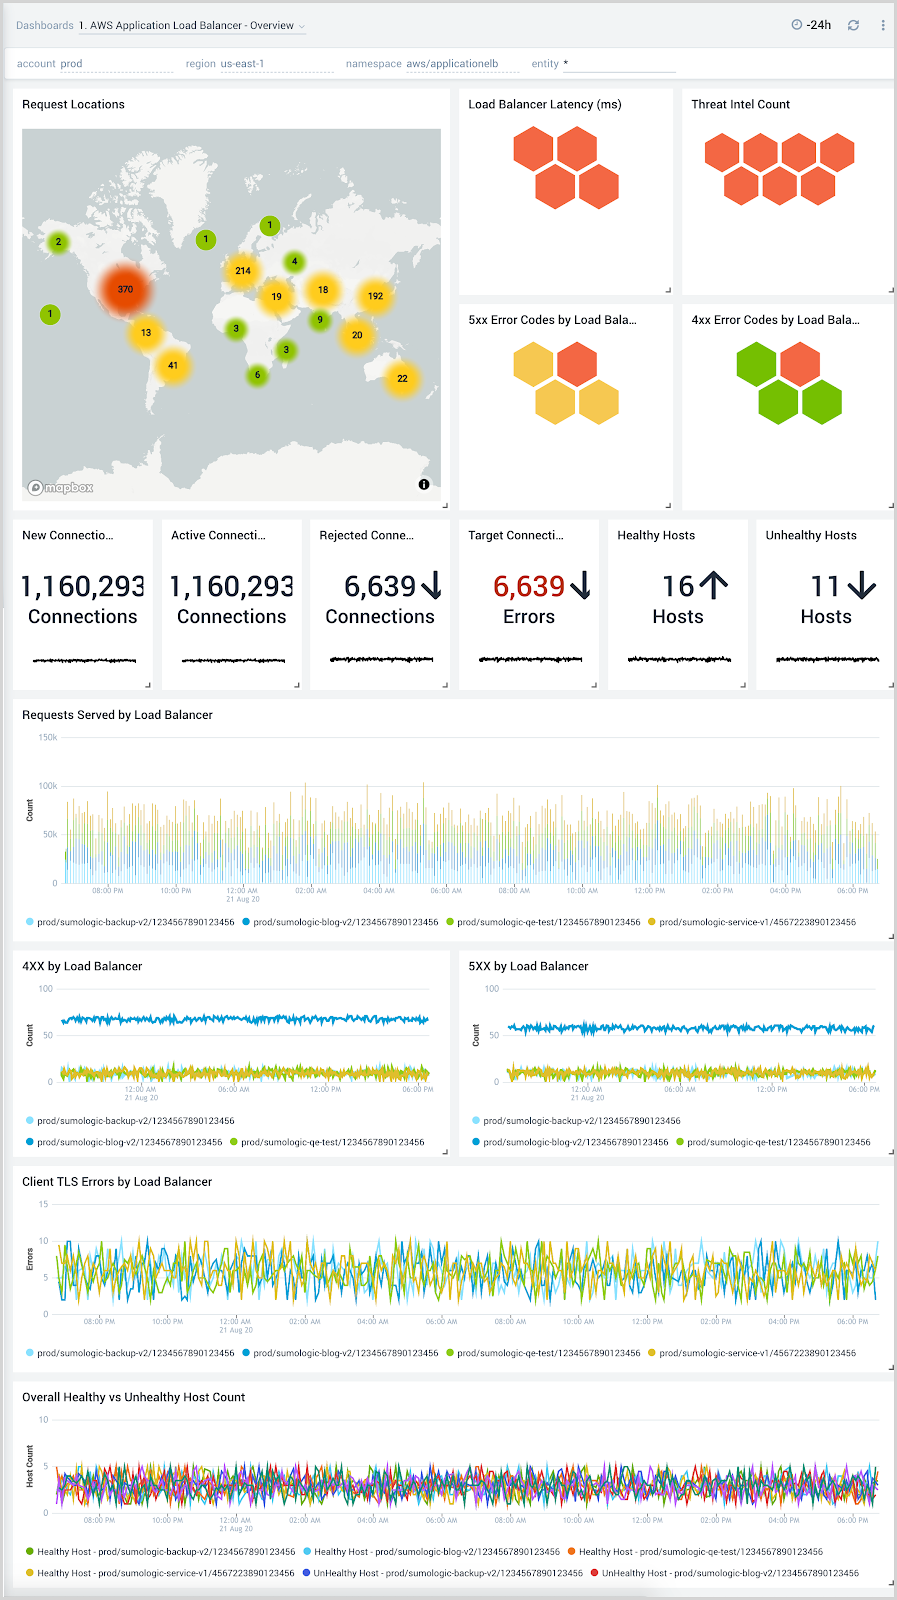 Dashboards 1. AWS Application Load Balancer - Overview
-24h
account prod region us-east-1 namespace aws/applicationelb entity *
Request Locations
1
1
2
4
214
370
19
18
192
1
9
3
13
20
3
41
6
22
mapbox
Load Balancer Latency (ms)
Threat Intel Count
5xx Error Codes by Load Bala...
4xx Error Codes by Load Bala...
New Connectio...
1,160,293
Connections
Active Connecti...
1,160,293
Connections
Rejected Conne...
6,639
Connections
Target Connecti...
6,639
Errors
Healthy Hosts
16
Hosts
Unhealthy Hosts
11
Hosts
Requests Served by Load Balancer
150k
100k
50k
0
Count
08:00 PM 10:00 PM 12:00 AM 02:00 AM 04:00 AM 06:00 AM 08:00 AM 10:00 AM 12:00 PM 02:00 PM 04:00 PM 06:00 PM
21 Aug 20
prod/sumologic-backup-v2/1234567890123456 prod/sumologic-blog-v2/1234567890123456 prod/sumologic-qe-test/1234567890123456 prod/sumologic-service-v1/4567223890123456
4XX by Load Balancer
100
50
0
Count
12:00 AM 06:00 AM 12:00 PM 06:00 PM
21 Aug 20
prod/sumologic-backup-v2/1234567890123456
prod/sumologic-blog-v2/1234567890123456 prod/sumologic-qe-test/1234567890123456
5XX by Load Balancer
100
50
0
Count
12:00 AM 06:00 AM 12:00 PM 06:00 PM
21 Aug 20
prod/sumologic-backup-v2/1234567890123456
prod/sumologic-blog-v2/1234567890123456 prod/sumologic-qe-test/1234567890123456
Client TLS Errors by Load Balancer
15
10
5
0
Errors
08:00 PM 10:00 PM 12:00 AM 02:00 AM 04:00 AM 06:00 AM 08:00 AM 10:00 AM 12:00 PM 02:00 PM 04:00 PM 06:00 PM
21 Aug 20
prod/sumologic-backup-v2/1234567890123456 prod/sumologic-blog-v2/1234567890123456 prod/sumologic-qe-test/1234567890123456 prod/sumologic-service-v1/4567223890123456
Overall Healthy vs Unhealthy Host Count
10
5
0
Host Count
08:00 PM 10:00 PM 12:00 AM 02:00 AM 04:00 AM 06:00 AM 08:00 AM 10:00 AM 12:00 PM 02:00 PM 04:00 PM 06:00 PM
21 Aug 20
Healthy Host - prod/sumologic-backup-v2/1234567890123456 Healthy Host - prod/sumologic-blog-v2/1234567890123456 Healthy Host - prod/sumologic-qe-test/1234567890123456
Healthy Host - prod/sumologic-service-v1/4567223890123456 UnHealthy Host - prod/sumologic-backup-v2/1234567890123456 UnHealthy Host - prod/sumologic-blog-v2/1234567890123456